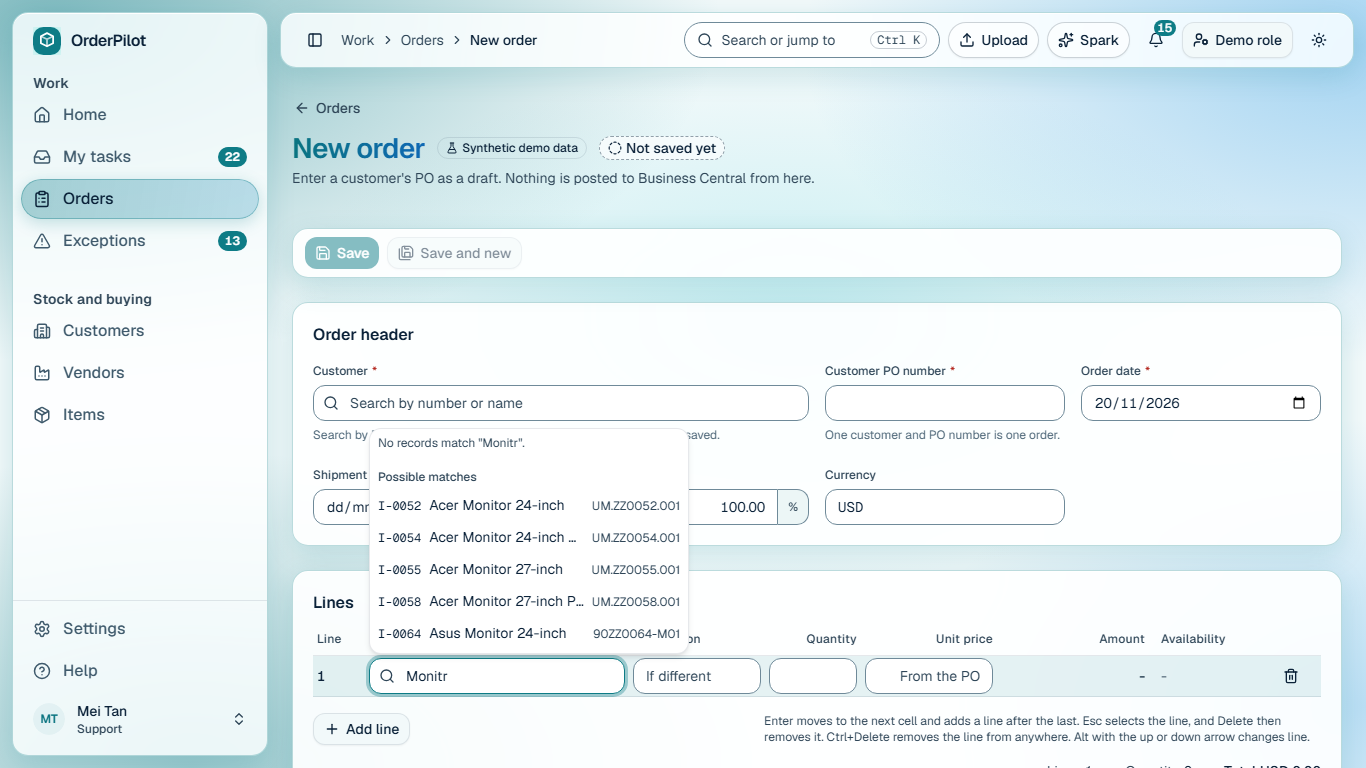 OrderPilot
Work
Home
My tasks 22
Orders
Exceptions 13
Stock and buying
Customers
Vendors
Items
Settings
Help
MT Mei Tan
Support
Work Orders New order
Search or jump to Ctrl K
Upload
Spark
15
Demo role
Orders
New order Synthetic demo data Not saved yet
Enter a customer's PO as a draft. Nothing is posted to Business Central from here.
Save Save and new
Order header
Customer * Customer PO number * Order date *
Search by number or name 20/11/2026
Search by saved. One customer and PO number is one order.
No records match "Monitr".
Shipment Currency
Possible matches
dd/mm 100.00 % USD
I-0052 Acer Monitor 24-inch UM.ZZ0052.001
I-0054 Acer Monitor 24-inch … UM.ZZ0054.001
I-0055 Acer Monitor 27-inch UM.ZZ0055.001
I-0058 Acer Monitor 27-inch P… UM.ZZ0058.001
I-0064 Asus Monitor 24-inch 90ZZ0064-M01
Lines
Line Quantity Unit price Amount Availability
1 Monitr If different From the PO - -
Add line
Enter moves to the next cell and adds a line after the last. Esc selects the line, and Delete then
removes it. Ctrl+Delete removes the line from anywhere. Alt with the up or down arrow changes line.